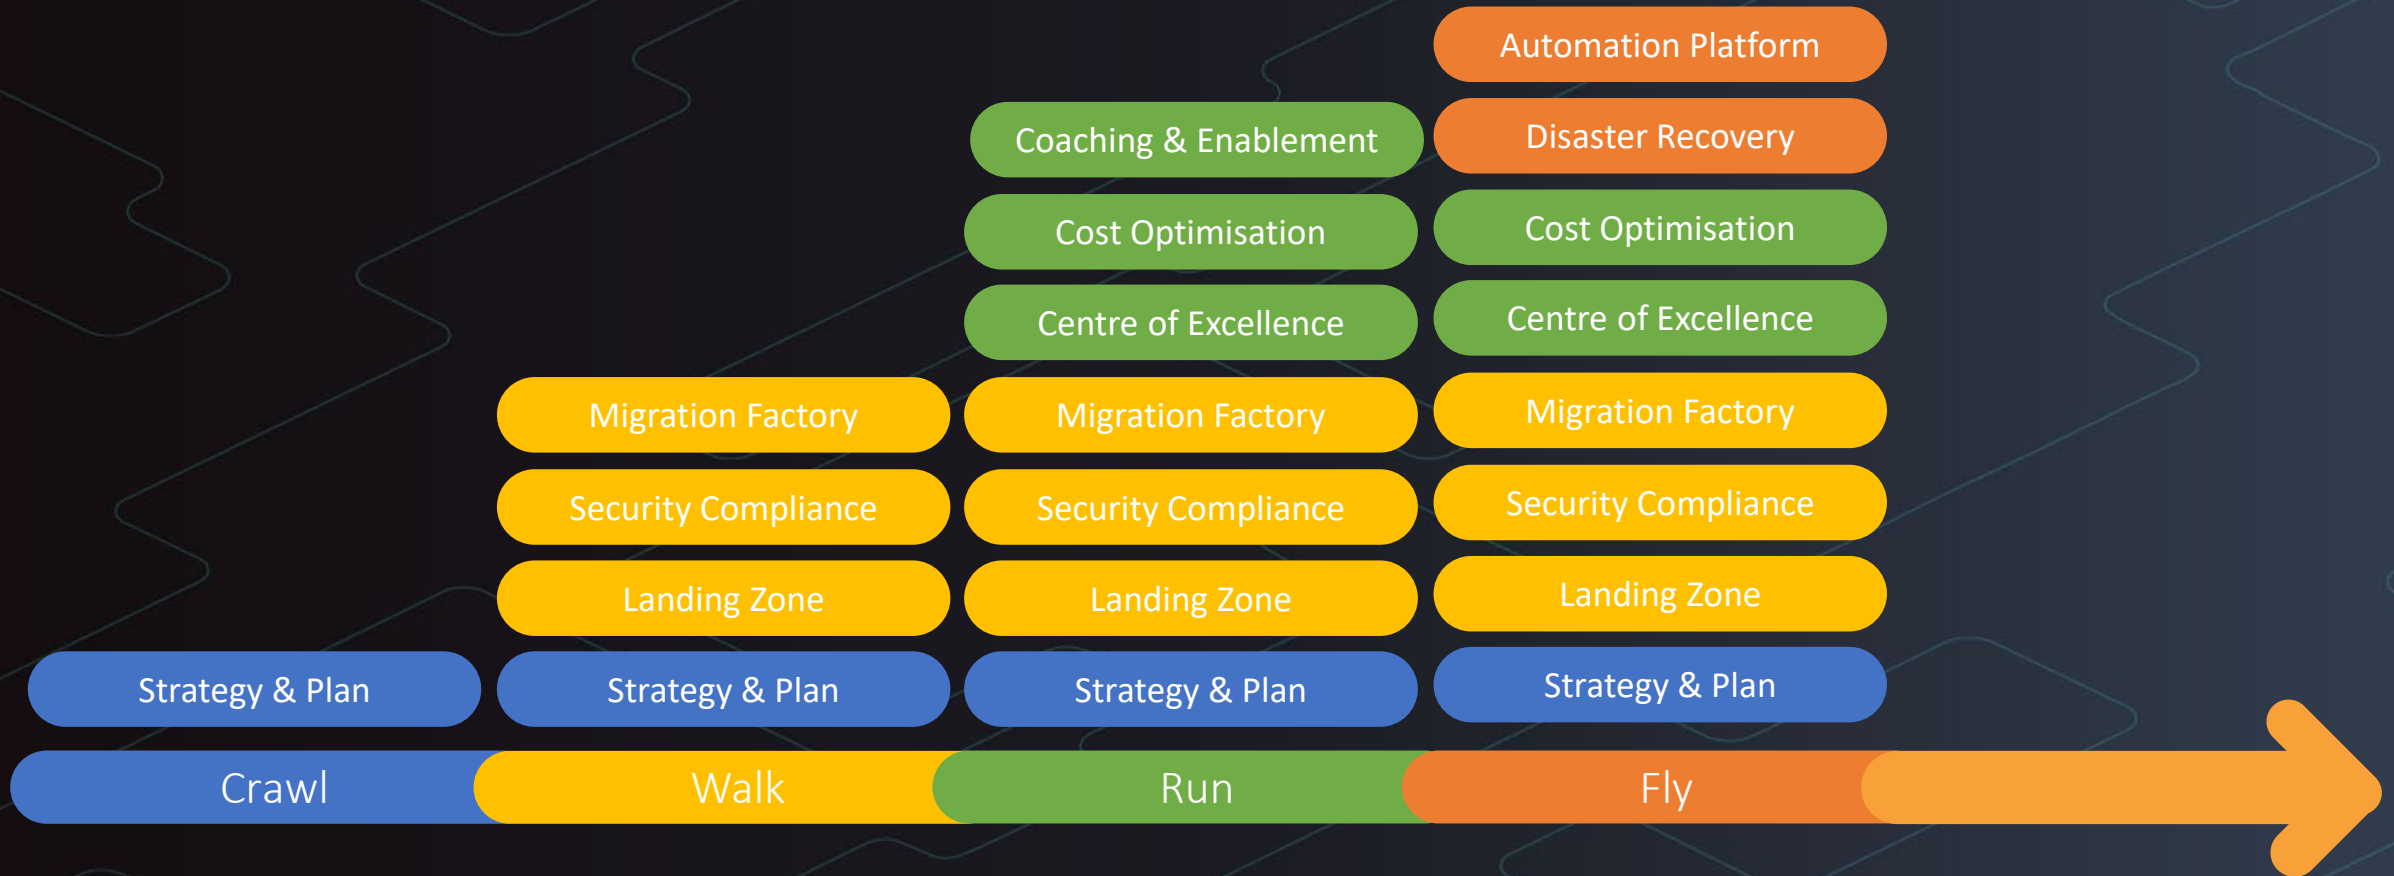 Automation Platform
Coaching & Enablement
Disaster Recovery
Cost Optimisation
Cost Optimisation
Centre of Excellence
Centre of Excellence
Migration Factory
Migration Factory
Migration Factory
Security Compliance
Security Compliance
Security Compliance
Landing Zone
Landing Zone
Landing Zone
Strategy & Plan
Strategy & Plan
Strategy & Plan
Strategy & Plan
Crawl
Walk
Run
Fly